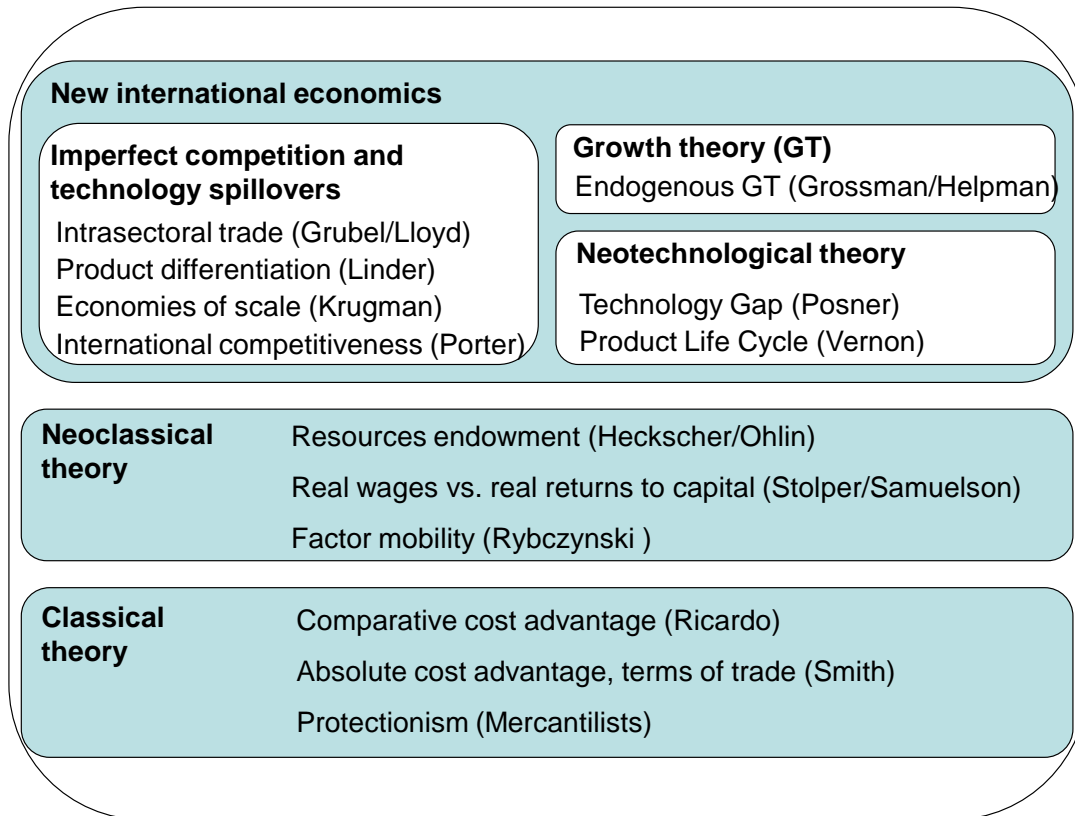 New international economics
Imperfect competition and
technology spillovers
Intrasectoral trade (Grubel/Lloyd)
Product differentiation (Linder)
Economies of scale (Krugman)
International competitiveness (Porter)
Growth theory (GT)
Endogenous GT (Grossman/Helpman)
Neotechnological theory
Technology Gap (Posner)
Product Life Cycle (Vernon)
Neoclassical
theory
Resources endowment (Heckscher/Ohlin)
Real wages vs. real returns to capital (Stolper/Samuelson)
Factor mobility (Rybczynski )
Classical
theory
Comparative cost advantage (Ricardo)
Absolute cost advantage, terms of trade (Smith)
Protectionism (Mercantilists)